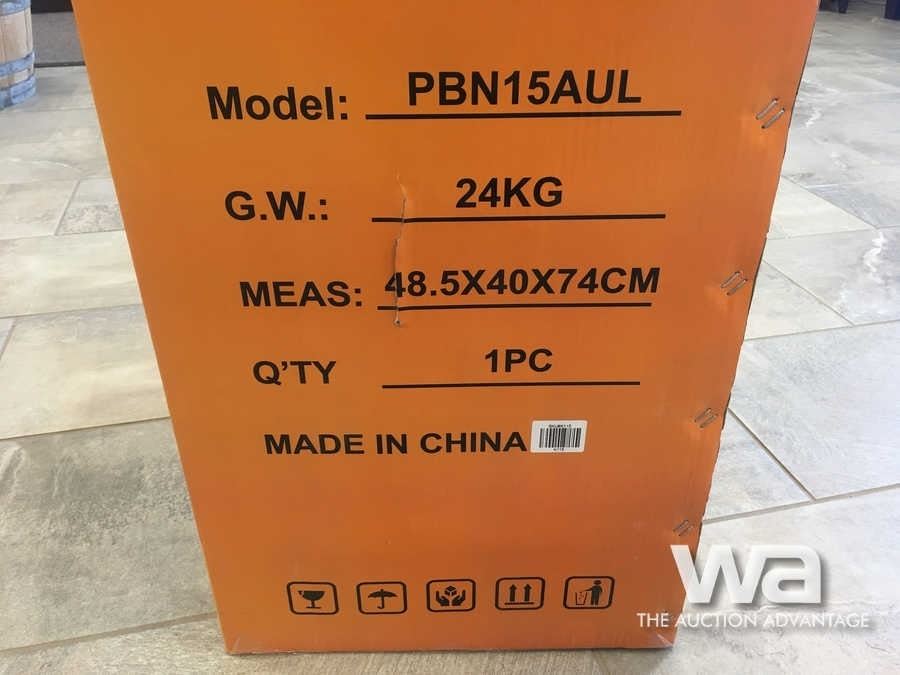 Model: PBN15AUL
G.W.: 24KG
MEAS: 48.5X40X74CM
Q'TY 1PC
MADE IN CHINA
wa
THE AUCTION ADVANTAGE